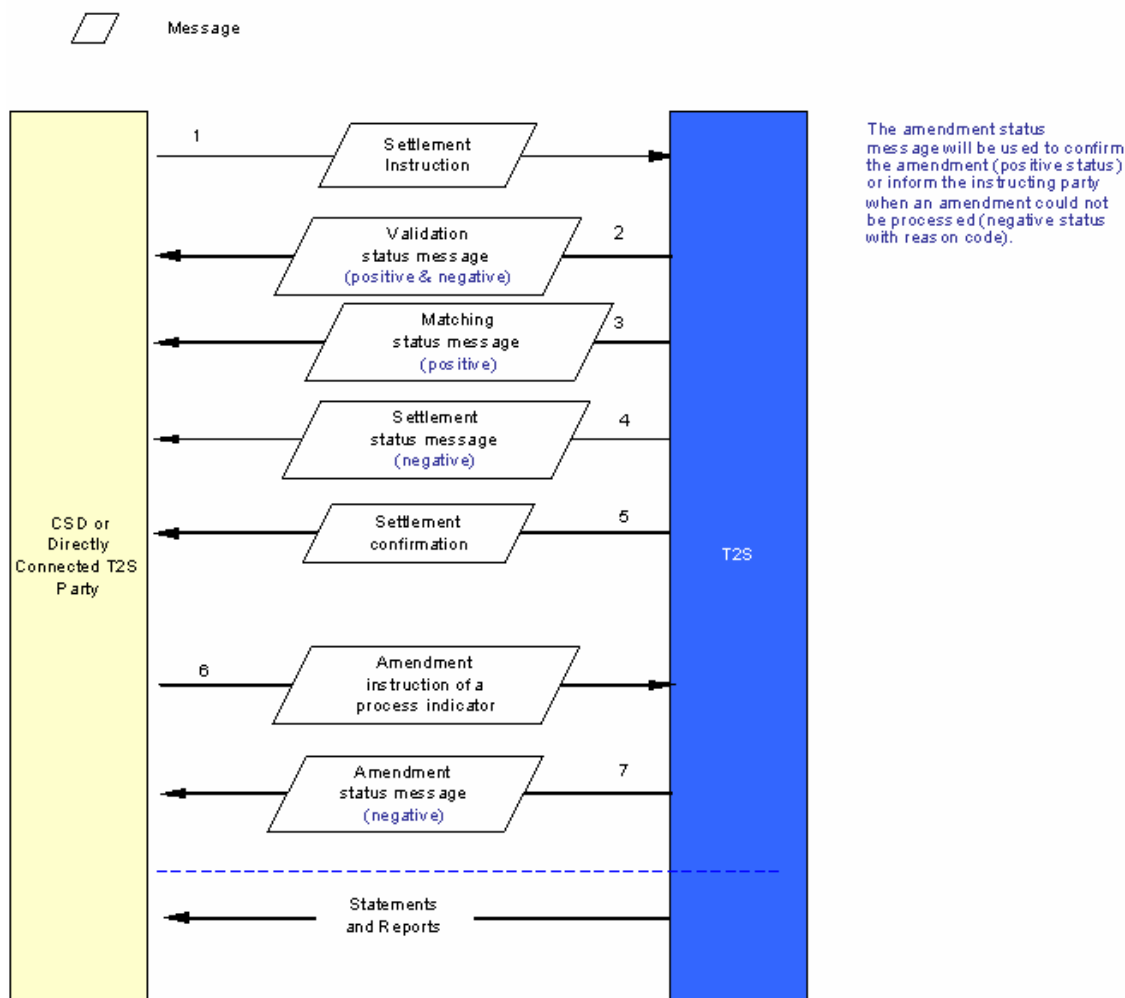 Message
1
Settlement
Instruction
The amendment status
message will be used to confirm
the amendment (positive status)
or inform the instructing party
when an amendment could not
be processed (negative status
with reason code).
Validation
status message
(positive & negative)
2
Matching
status message
(positive)
3
Settlement
status message
(negative)
4
Settlement
confirmation
5
CSD or
Directly
Connected T2S
Party
T2S
6
Amendment
instruction of a
process indicator
Amendment
status message
(negative)
7
Statements
and Reports